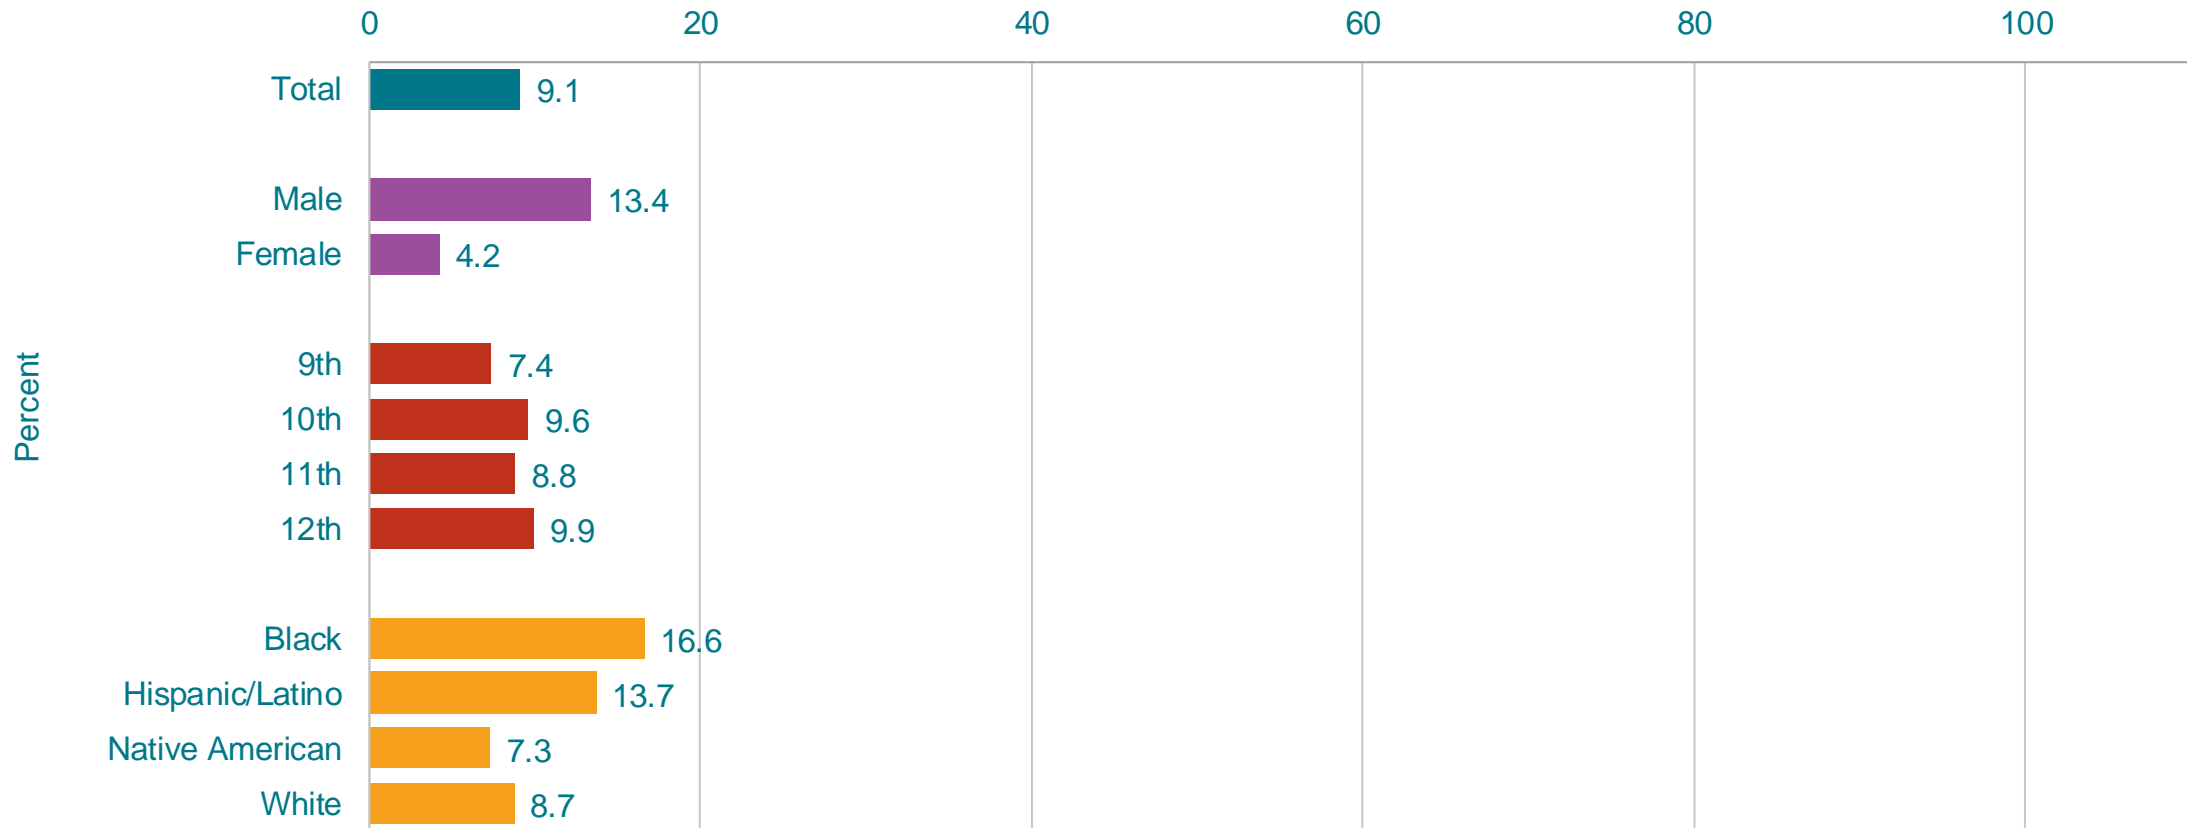 0 20 40 60 80 100
Total 9.1
Male 13.4
Female 4.2
Percent
9th 7.4
10th 9.6
11th 8.8
12th 9.9
Black 16.6
Hispanic/Latino 13.7
Native American 7.3
White 8.7